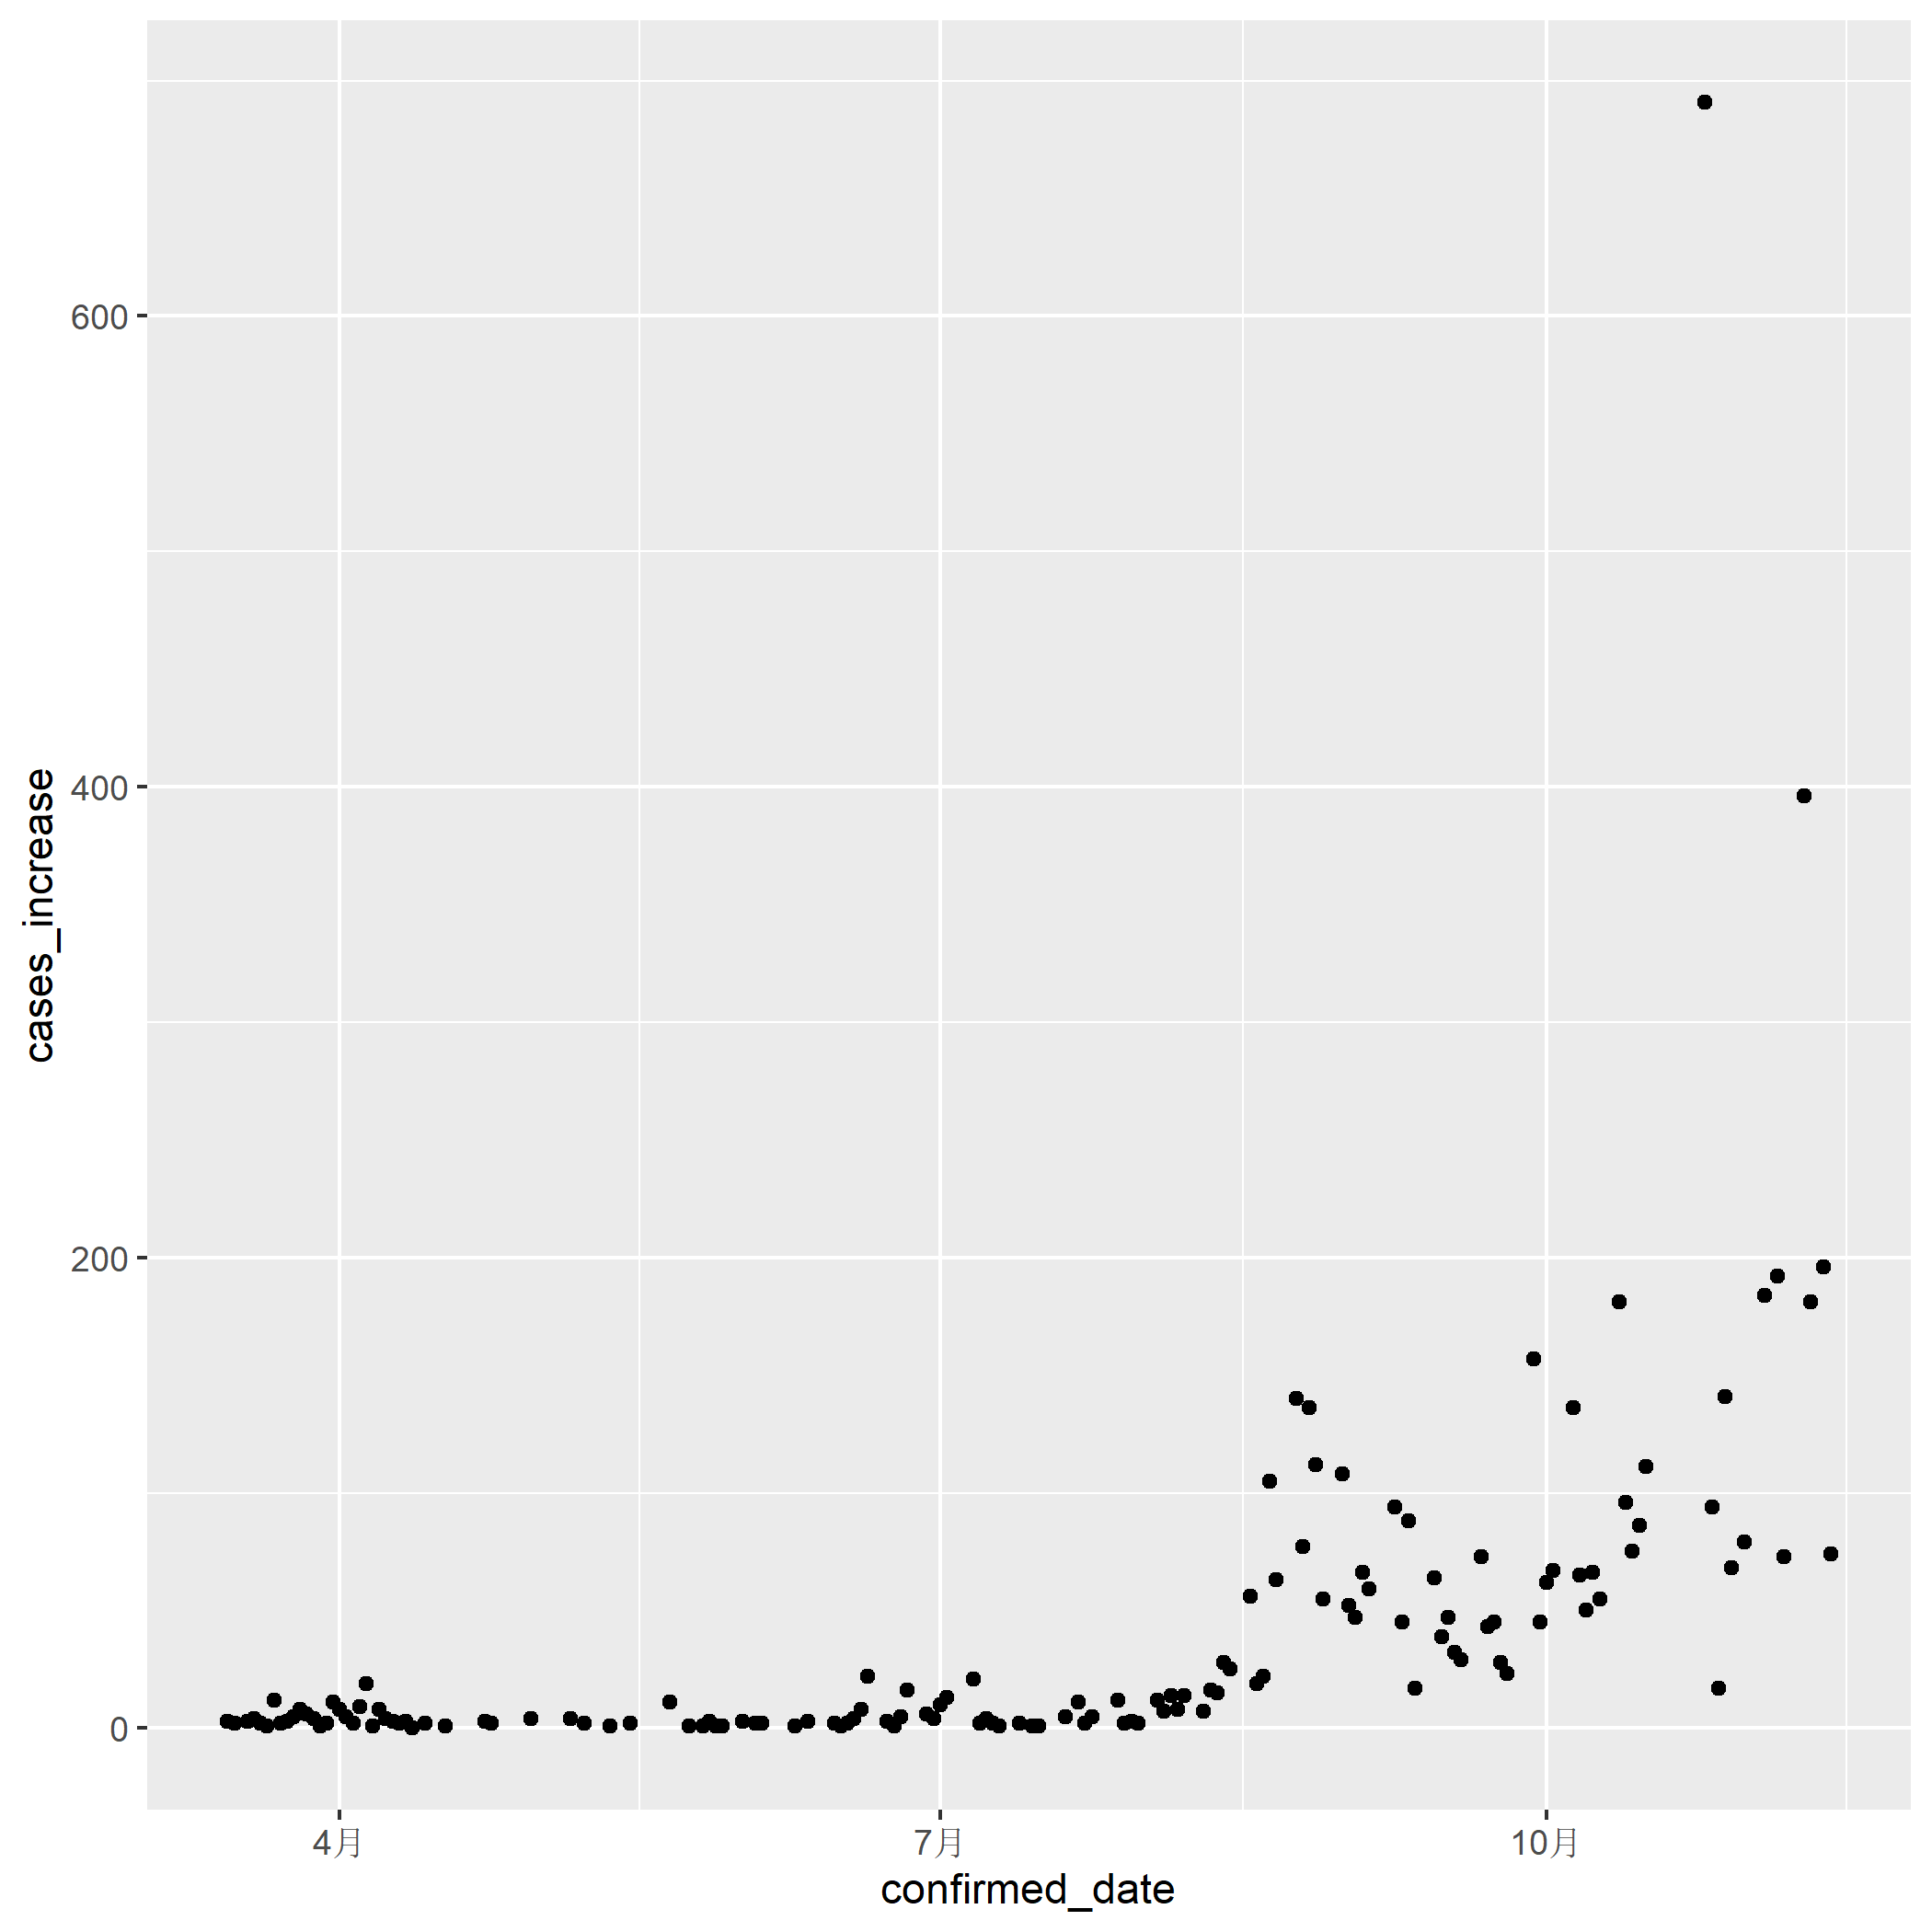 cases_increase
600
400
200
0
4月
7月
10月
confirmed_date